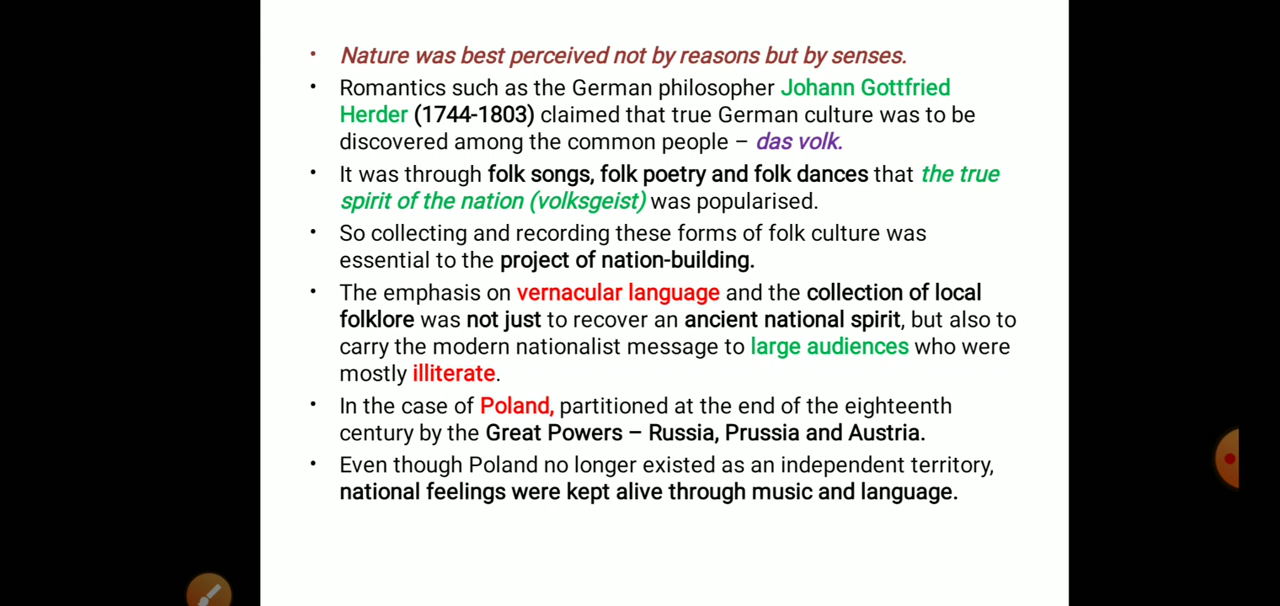 • Nature was best perceived not by reasons but by senses.
• Romantics such as the German philosopher Johann Gottfried
Herder (1744-1803) claimed that true German culture was to be
discovered among the common people – das volk.
• It was through folk songs, folk poetry and folk dances that the true
spirit of the nation (volksgeist) was popularised.
• So collecting and recording these forms of folk culture was
essential to the project of nation-building.
• The emphasis on vernacular language and the collection of local
folklore was not just to recover an ancient national spirit, but also to
carry the modern nationalist message to large audiences who were
mostly illiterate.
• In the case of Poland, partitioned at the end of the eighteenth
century by the Great Powers – Russia, Prussia and Austria.
• Even though Poland no longer existed as an independent territory,
national feelings were kept alive through music and language.